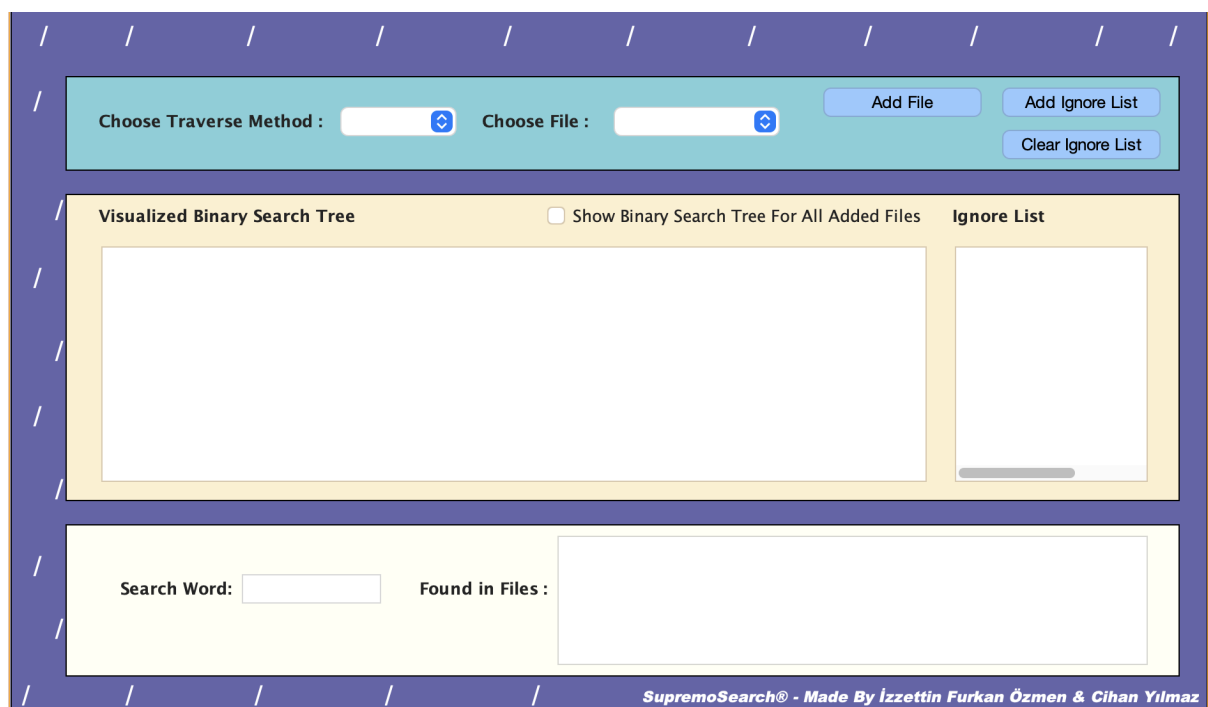 / / / / / / / / / / /
/
Choose Traverse Method :
Choose File :
Add File
Add Ignore List
Clear Ignore List
/
Visualized Binary Search Tree
Show Binary Search Tree For All Added Files
Ignore List
/
/
/
/
/
Search Word:
Found in Files :
/
/ / / / /
SupremoSearch® - Made By İzzettin Furkan Özmen & Cihan Yılmaz